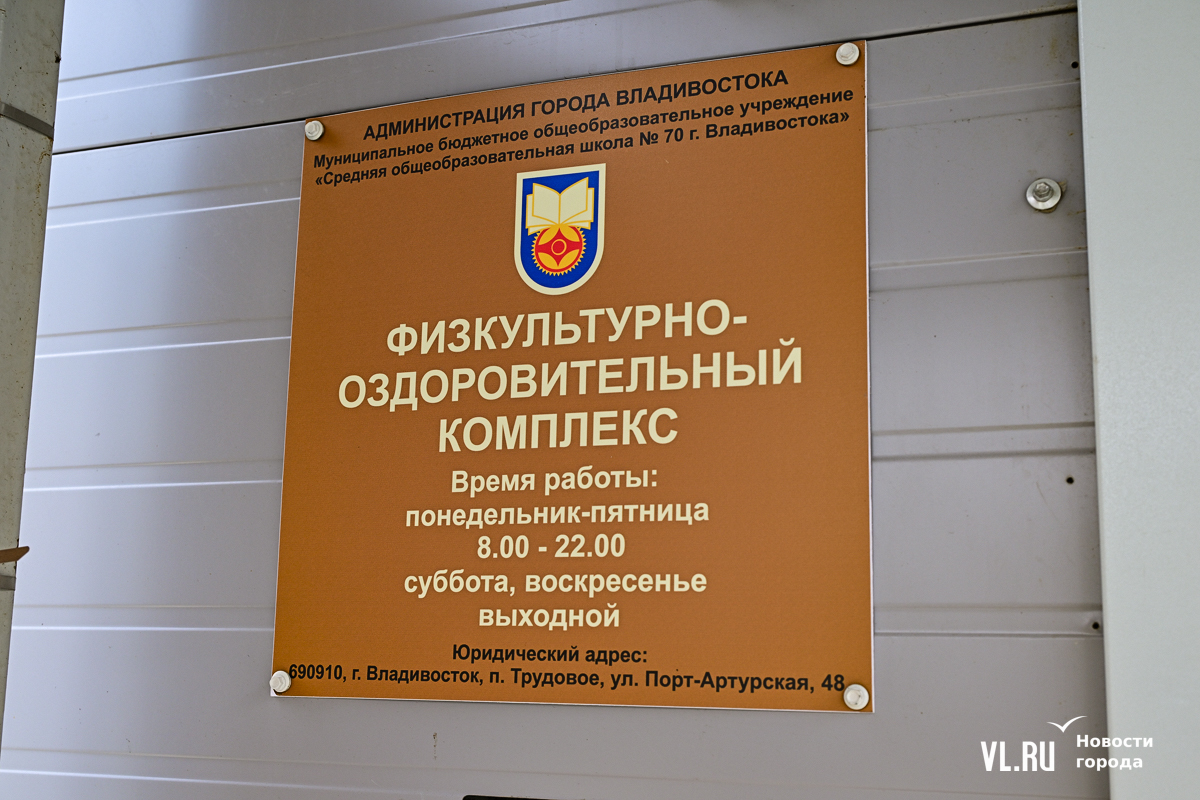 АДМИНИСТРАЦИЯ ГОРОДА ВЛАДИВОСТОКА
Муниципальное бюджетное общеобразовательное учреждение
«Средняя общеобразовательная школа № 70 г. Владивостока»
ФИЗКУЛЬТУРНО-
ОЗДОРОВИТЕЛЬНЫЙ
КОМПЛЕКС
Время работы:
понедельник-пятница
8.00 - 22.00
суббота, воскресенье
выходной
Юридический адрес:
690910, г. Владивосток, п. Трудовое, ул. Порт-Артурская, 48
VL.RU Новости
города